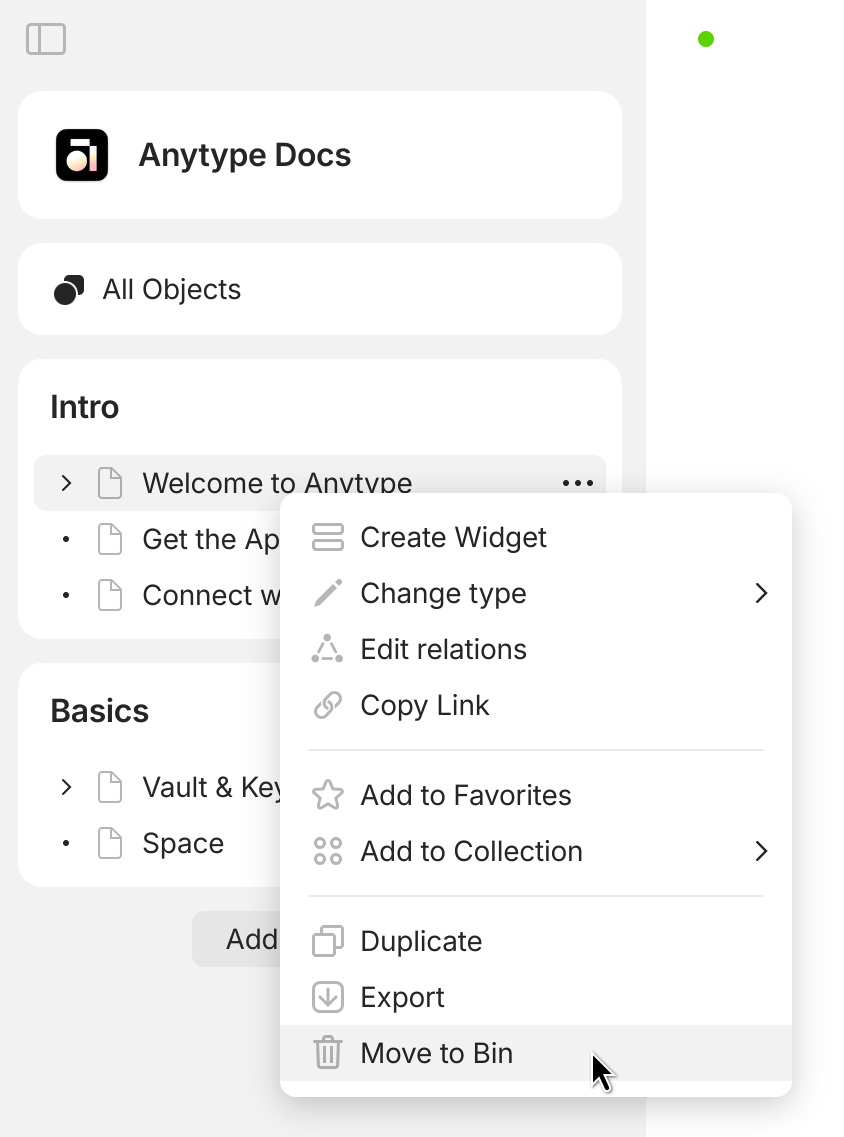 Anytype Docs
All Objects
Intro
Welcome to Anytype
Get the Ap
Connect w
Basics
Vault & Key
Space
Add
Create Widget
Change type
Edit relations
Copy Link
Add to Favorites
Add to Collection
Duplicate
Export
Move to Bin